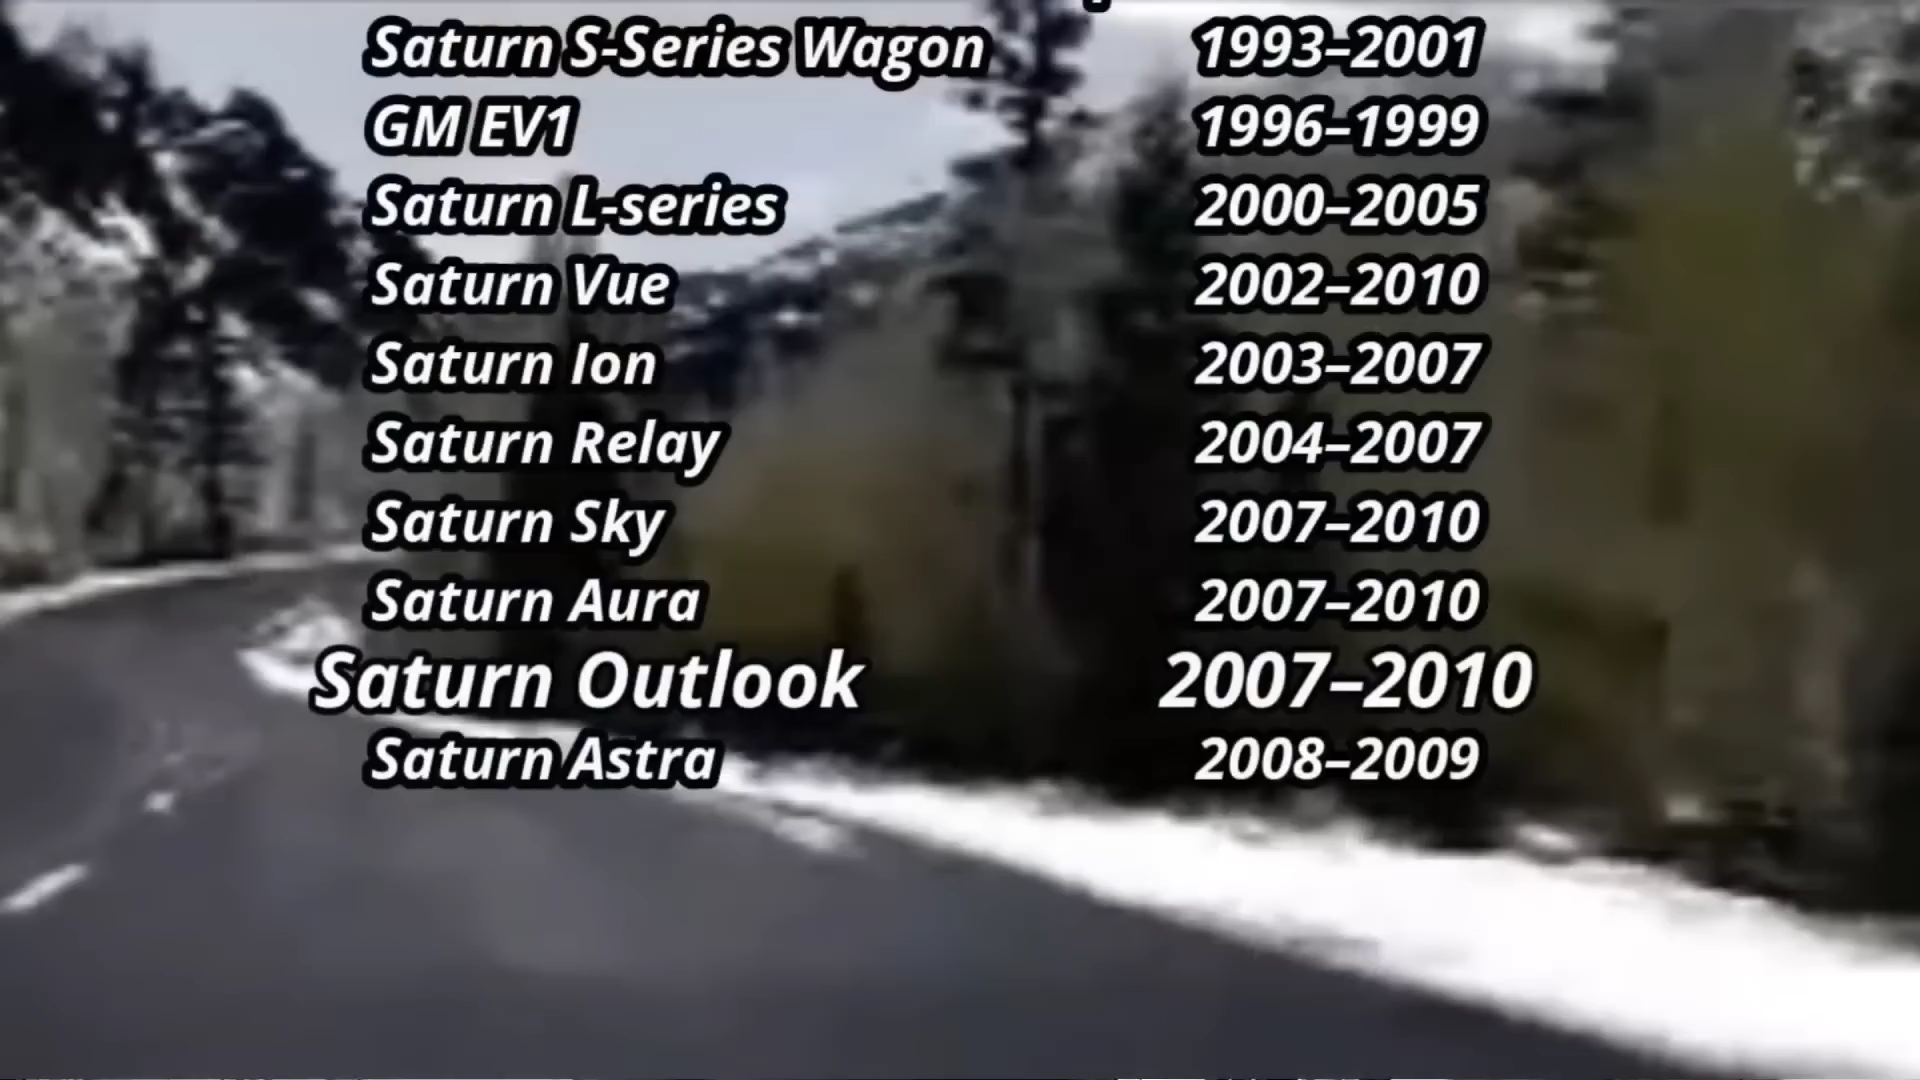 Saturn S-Series Wagon 1993–2001
GM EV1 1996–1999
Saturn L-series 2000–2005
Saturn Vue 2002–2010
Saturn Ion 2003–2007
Saturn Relay 2004–2007
Saturn Sky 2007–2010
Saturn Aura 2007–2010
Saturn Outlook 2007–2010
Saturn Astra 2008–2009